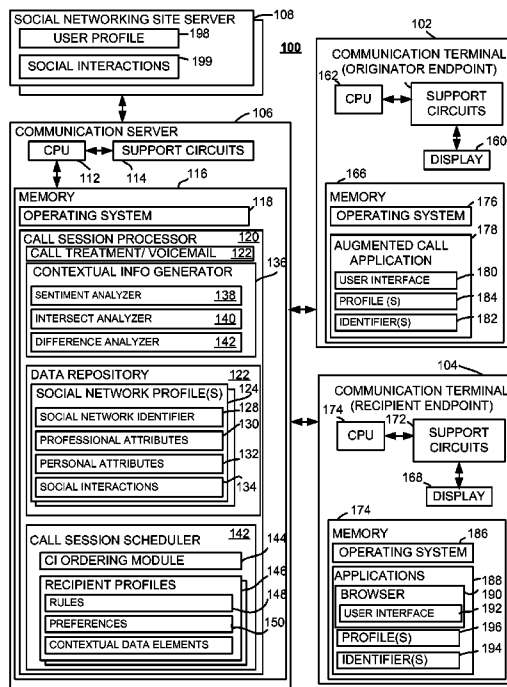 SOCIAL NETWORKING SITE SERVER 108
USER PROFILE 198
SOCIAL INTERACTIONS 199
100
106
COMMUNICATION SERVER
CPU SUPPORT CIRCUITS
112 114 116
MEMORY
OPERATING SYSTEM 118
CALL SESSION PROCESSOR 120
CALL TREATMENT/ VOICEMAIL 122
CONTEXTUAL INFO GENERATOR 136
SENTIMENT ANALYZER 138
INTERSECT ANALYZER 140
DIFFERENCE ANALYZER 142
DATA REPOSITORY 122
SOCIAL NETWORK PROFILE(S) 124
SOCIAL NETWORK IDENTIFIER 128
PROFESSIONAL ATTRIBUTES 130
PERSONAL ATTRIBUTES 132
SOCIAL INTERACTIONS 134
CALL SESSION SCHEDULER 142
CI ORDERING MODULE 144
RECIPIENT PROFILES 146
RULES 148
PREFERENCES 150
CONTEXTUAL DATA ELEMENTS
102
COMMUNICATION TERMINAL
(ORIGINATOR ENDPOINT)
162
CPU SUPPORT CIRCUITS
DISPLAY 160
166
MEMORY 176
OPERATING SYSTEM
178
AUGMENTED CALL APPLICATION
USER INTERFACE 180
PROFILE (S) 184
IDENTIFIER(S) 182
104
COMMUNICATION TERMINAL
(RECIPIENT ENDPOINT)
174 172
CPU SUPPORT CIRCUITS
168
DISPLAY
174
MEMORY 186
OPERATING SYSTEM
APPLICATIONS 188
BROWSER 190
USER INTERFACE 192
PROFILE(S) 196
IDENTIFIER(S) 194